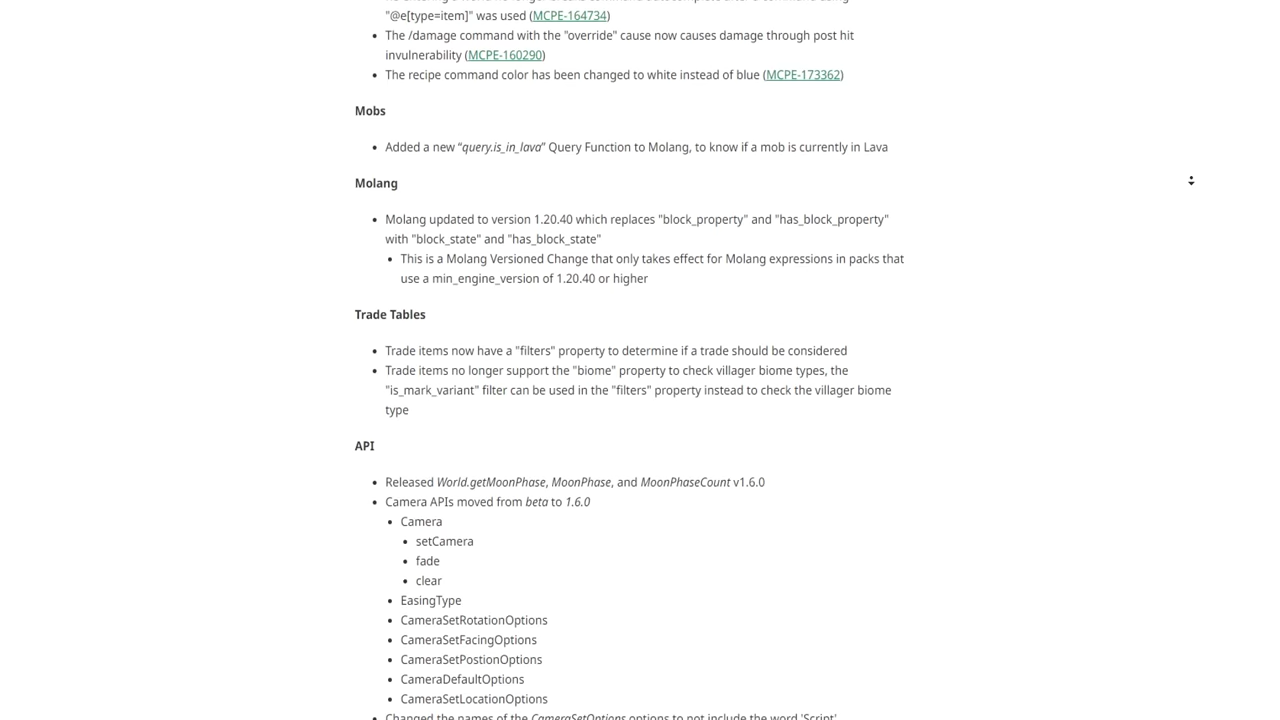 "@e[type=item]" was used (MCPE-164734)
The /damage command with the "override" cause now causes damage through post hit
invulnerability (MCPE-160290)
The recipe command color has been changed to white instead of blue (MCPE-173362)
Mobs
Added a new “query.is_in_lava” Query Function to Molang, to know if a mob is currently in Lava
Molang
Molang updated to version 1.20.40 which replaces "block_property" and "has_block_property"
with "block_state" and "has_block_state"
This is a Molang Versioned Change that only takes effect for Molang expressions in packs that
use a min_engine_version of 1.20.40 or higher
Trade Tables
Trade items now have a "filters" property to determine if a trade should be considered
Trade items no longer support the "biome" property to check villager biome types, the
"is_mark_variant" filter can be used in the "filters" property instead to check the villager biome
type
API
Released World.getMoonPhase, MoonPhase, and MoonPhaseCount v1.6.0
Camera APIs moved from beta to 1.6.0
Camera
setCamera
fade
clear
EasingType
CameraSetRotationOptions
CameraSetFacingOptions
CameraSetPostionOptions
CameraDefaultOptions
CameraSetLocationOptions
Changed the names of the CameraSetOptions options to not include the word 'Script'